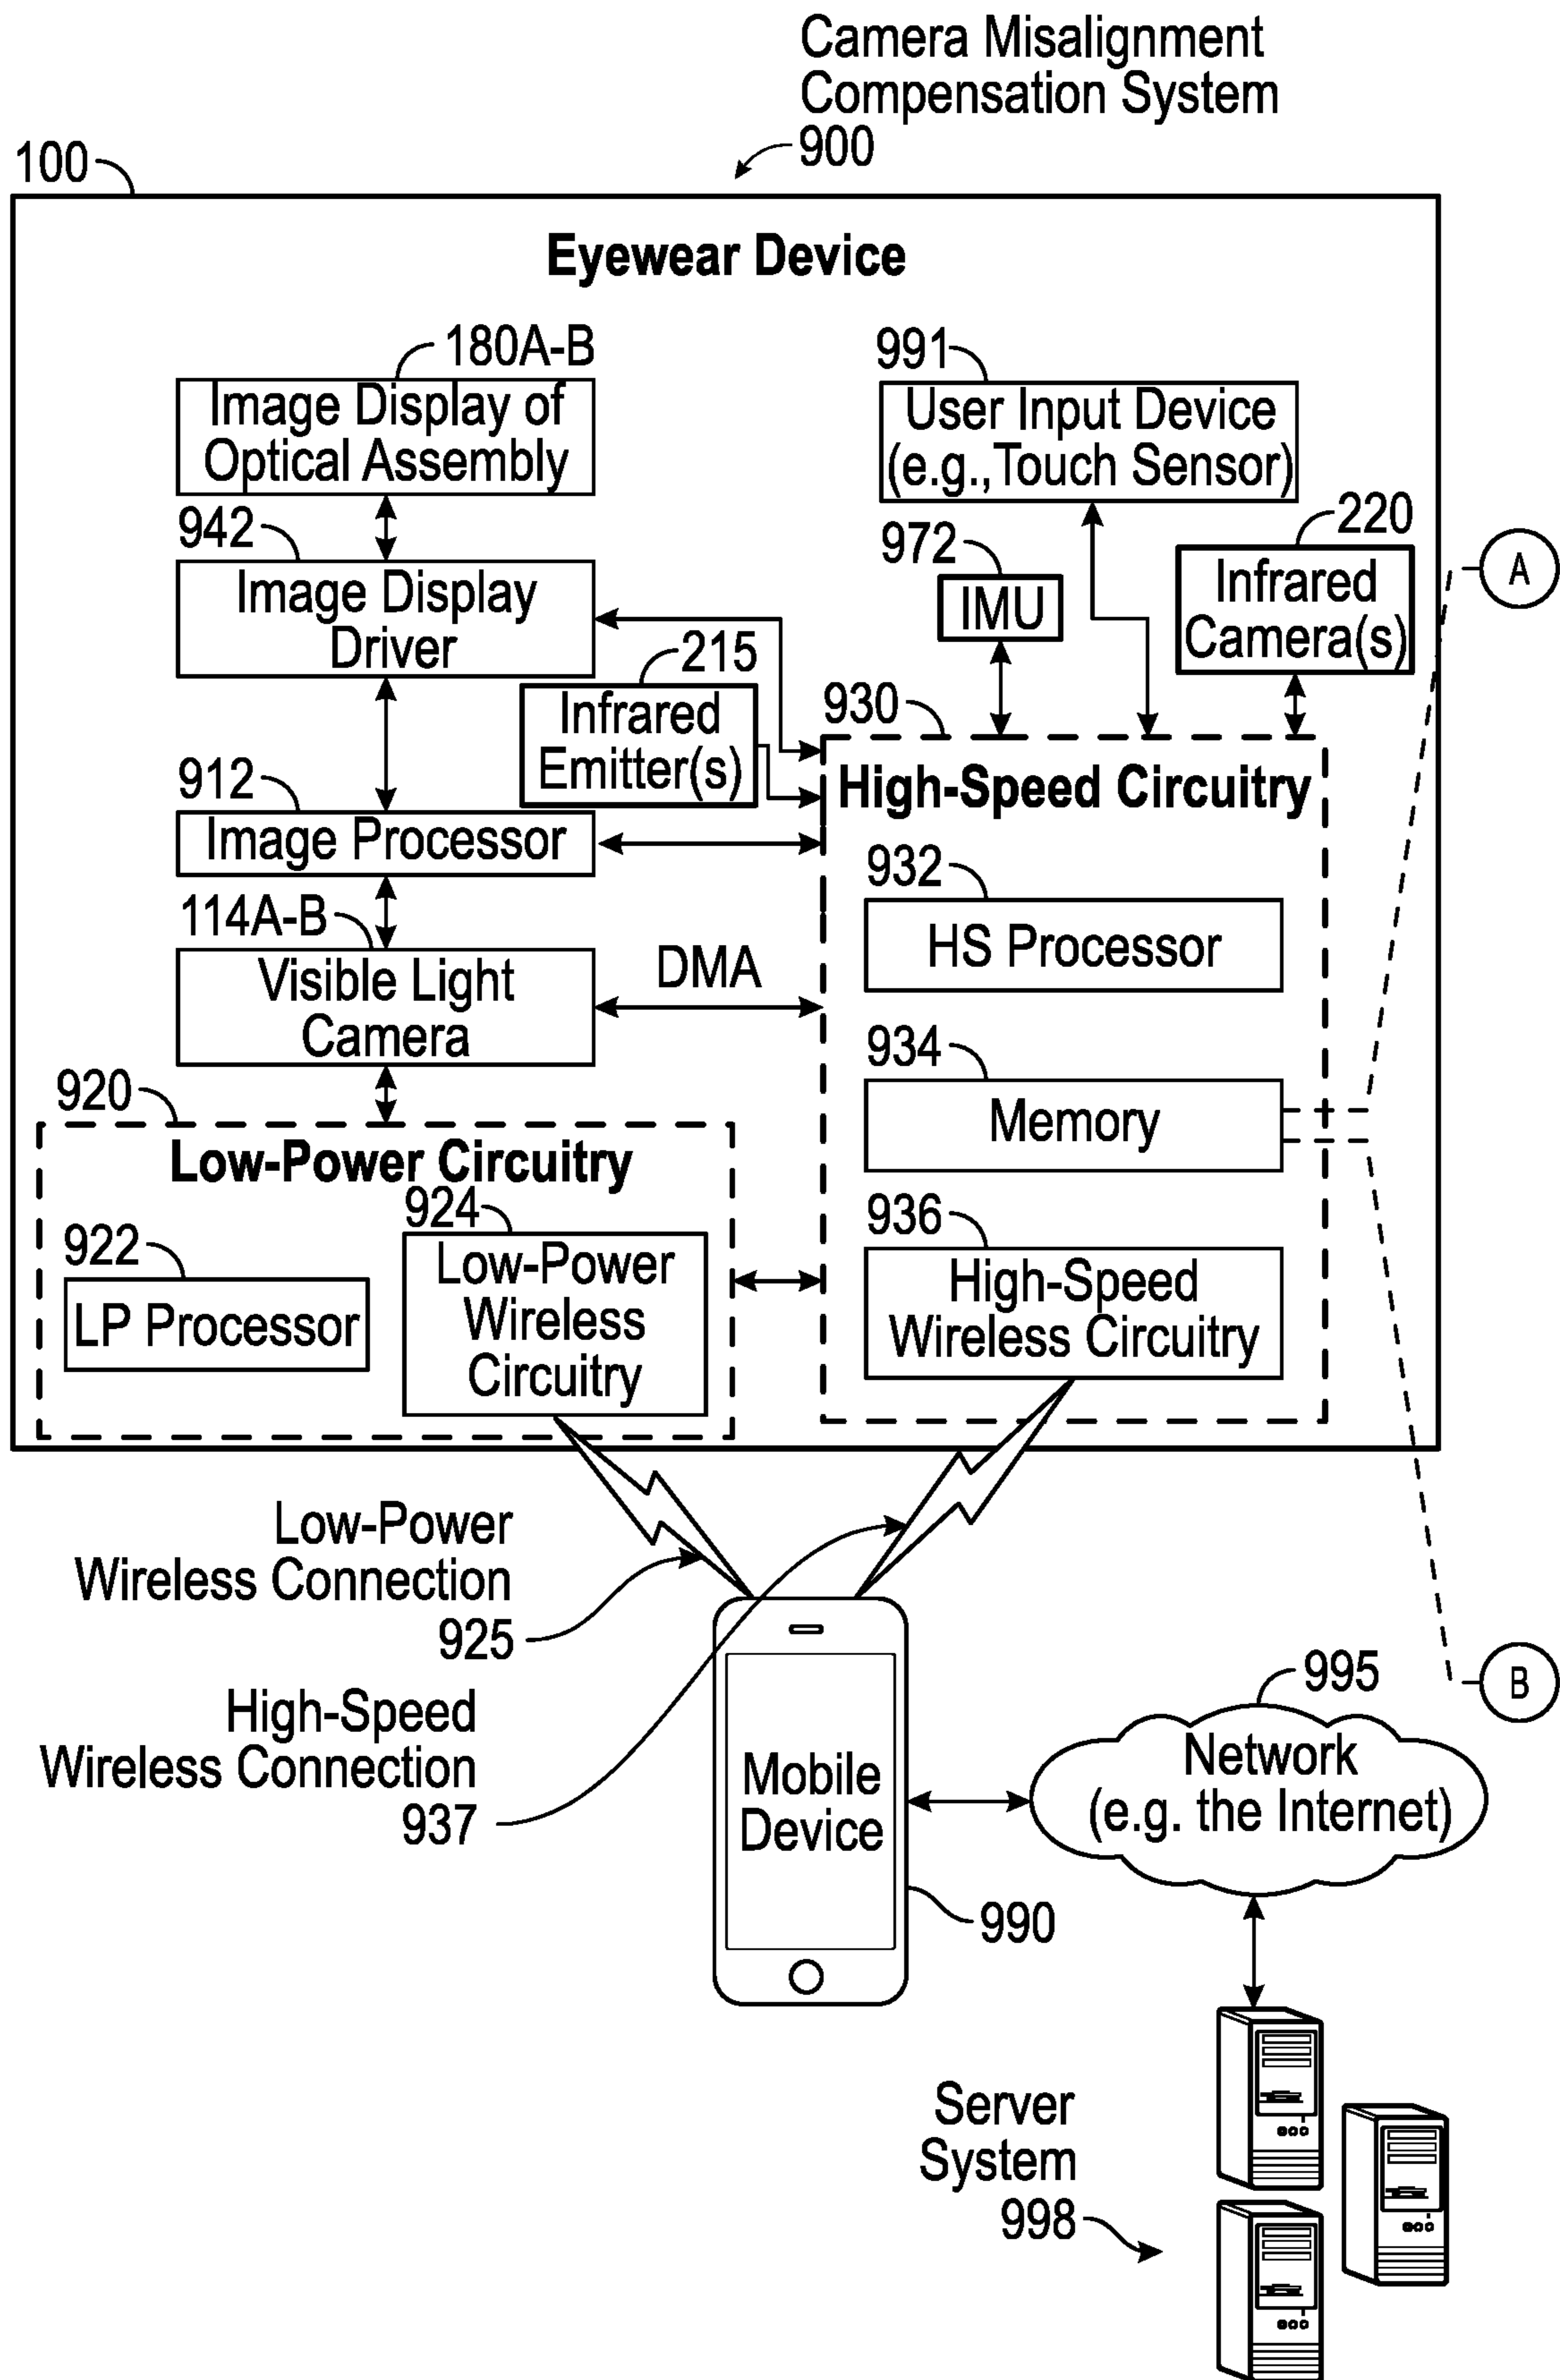 Camera Misalignment
Compensation System
900
100
Eyewear Device
180A-B
Image Display of
Optical Assembly
991
User Input Device
(e.g.,Touch Sensor)
942
Image Display
Driver
972
IMU
220
Infrared
Camera(s)
A
215
Infrared
Emitter(s)
930
High-Speed Circuitry
912
Image Processor
932
HS Processor
114A-B
Visible Light
Camera
DMA
934
Memory
920
Low-Power Circuitry
922
LP Processor
924
Low-Power
Wireless
Circuitry
936
High-Speed
Wireless Circuitry
Low-Power
Wireless Connection
925
High-Speed
Wireless Connection
937
Mobile
Device
990
995
Network
(e.g. the Internet)
B
Server
System
998